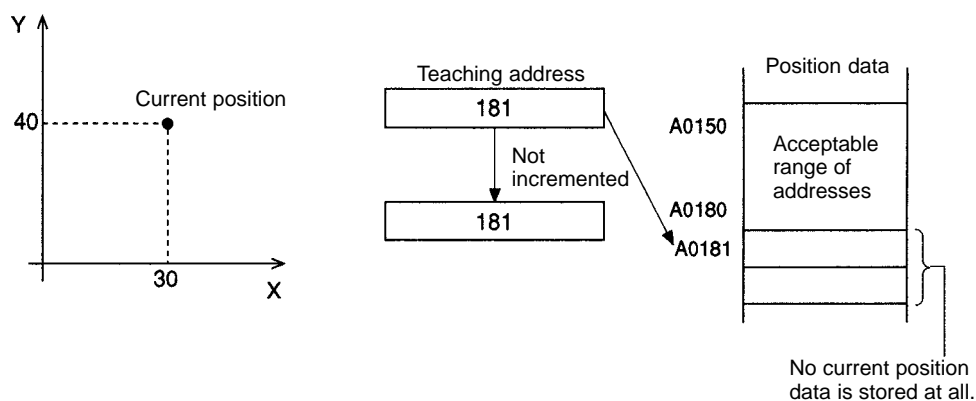 Y
Current position
40
30
X
Teaching address
181
Not
incremented
181
Position data
A0150
Acceptable
range of
addresses
A0180
A0181
No current position
data is stored at all.